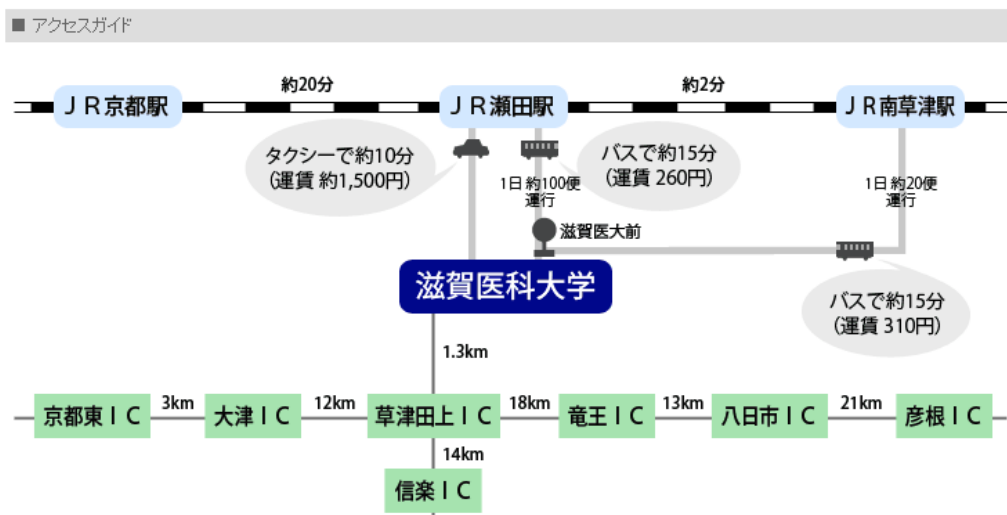 ■ アクセスガイド
約20分
約2分
ＪＲ京都駅
ＪＲ瀬田駅
ＪＲ南草津駅
タクシーで約10分
（運賃 約1,500円）
バスで約15分
（運賃 260円）
1日 約100便
運行
1日 約20便
運行
滋賀医大前
滋賀医科大学
バスで約15分
（運賃 310円）
1.3km
京都東ＩＣ
3km
大津ＩＣ
12km
草津田上ＩＣ
18km
竜王ＩＣ
13km
八日市ＩＣ
21km
彦根ＩＣ
14km
信楽ＩＣ